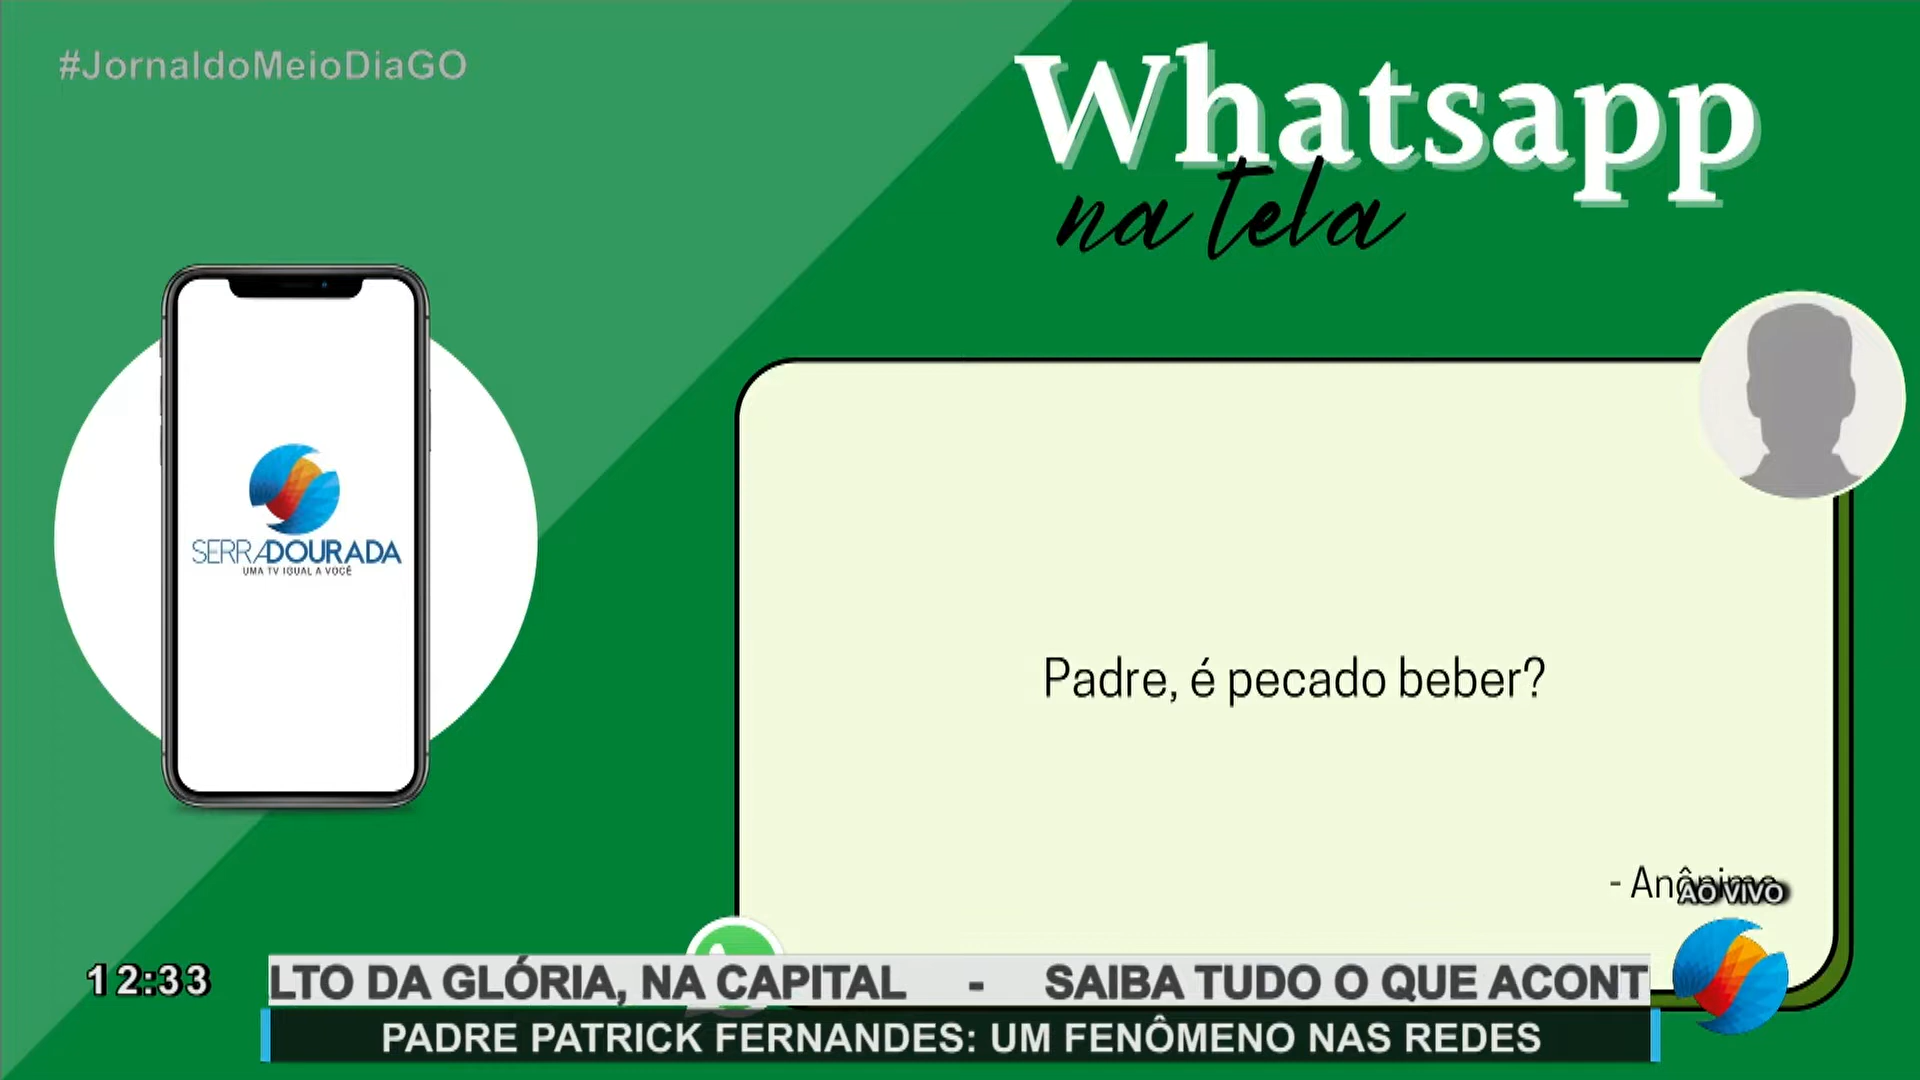 #JornaldoMeioDiaGO
Whatsapp
na tela
SERRADOURADA
UMA TV IGUAL A VOCÊ
Padre, é pecado beber?
- Anônimo
AO VIVO
12:33
LTO DA GLÓRIA, NA CAPITAL - SAIBA TUDO O QUE ACONT
PADRE PATRICK FERNANDES: UM FENÔMENO NAS REDES